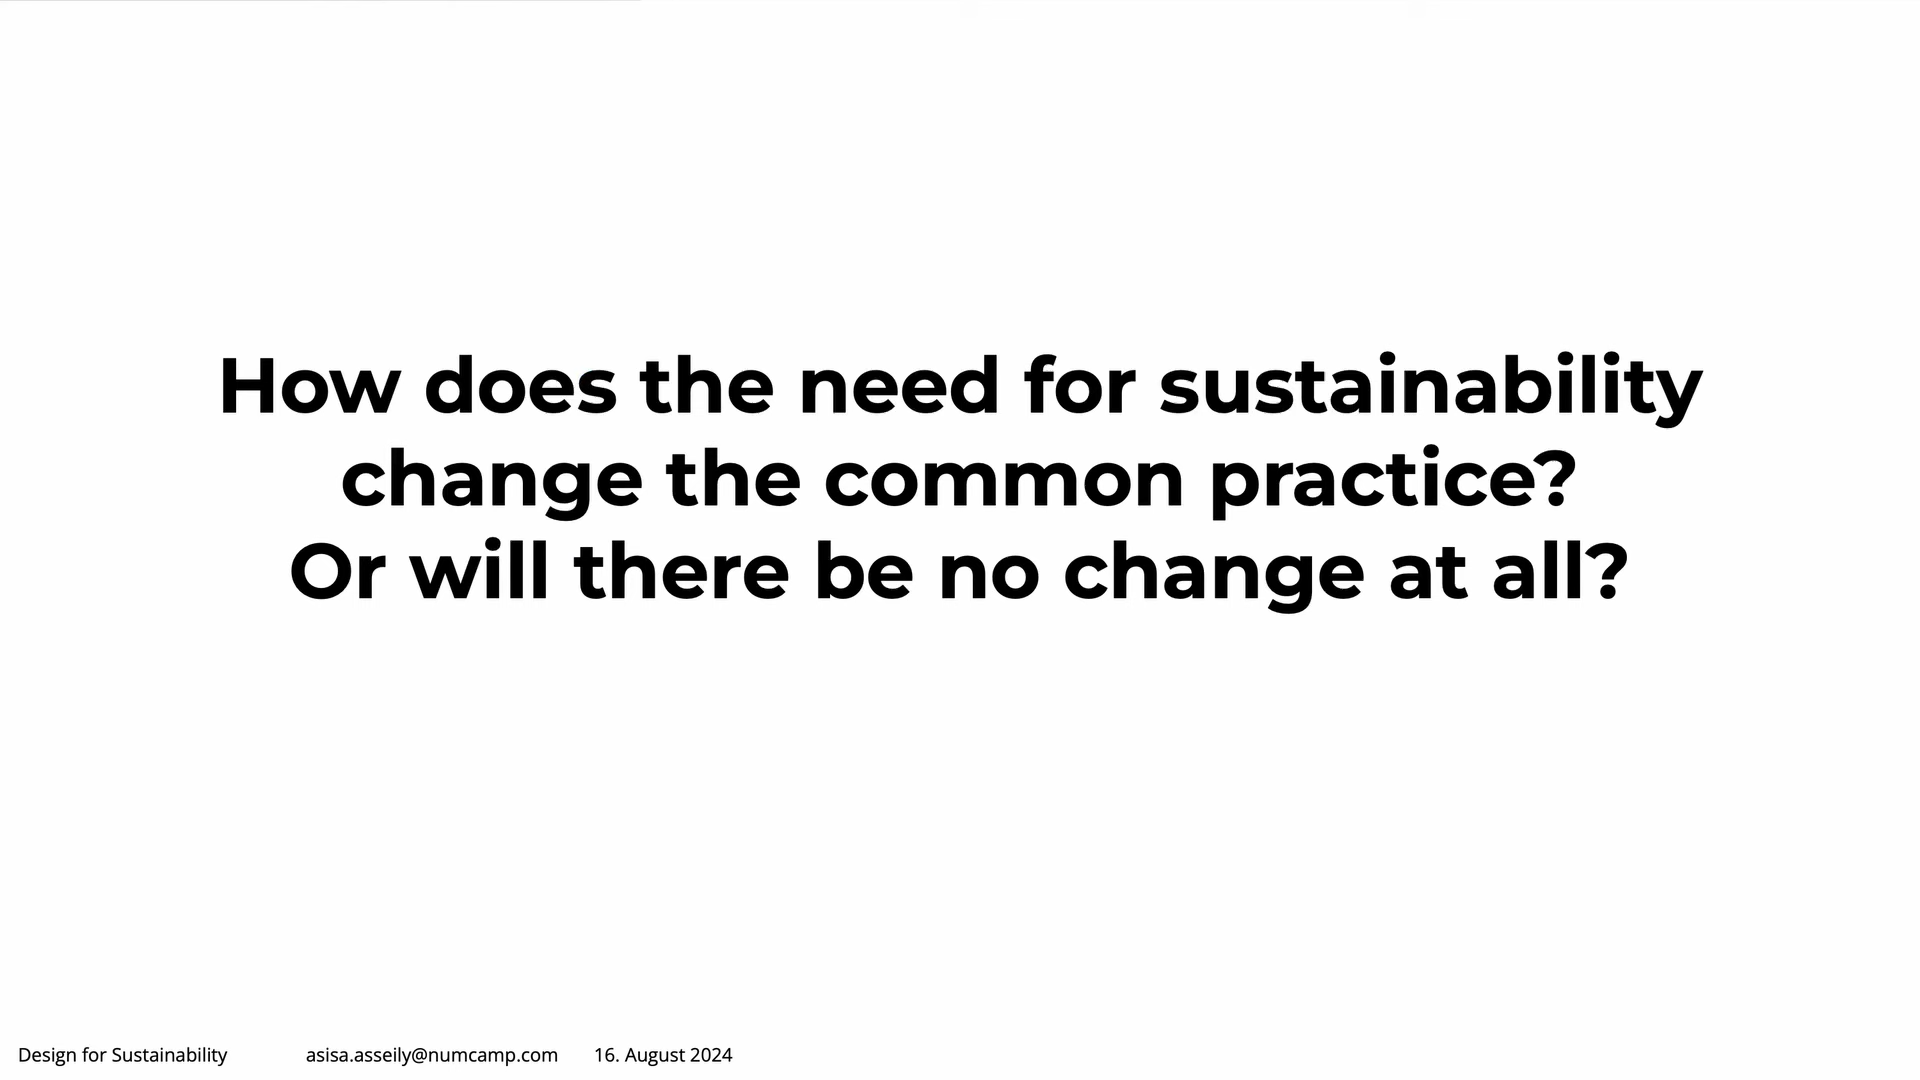 How does the need for sustainability
change the common practice?
Or will there be no change at all?
Design for Sustainability asisa.asseily@numcamp.com 16. August 2024